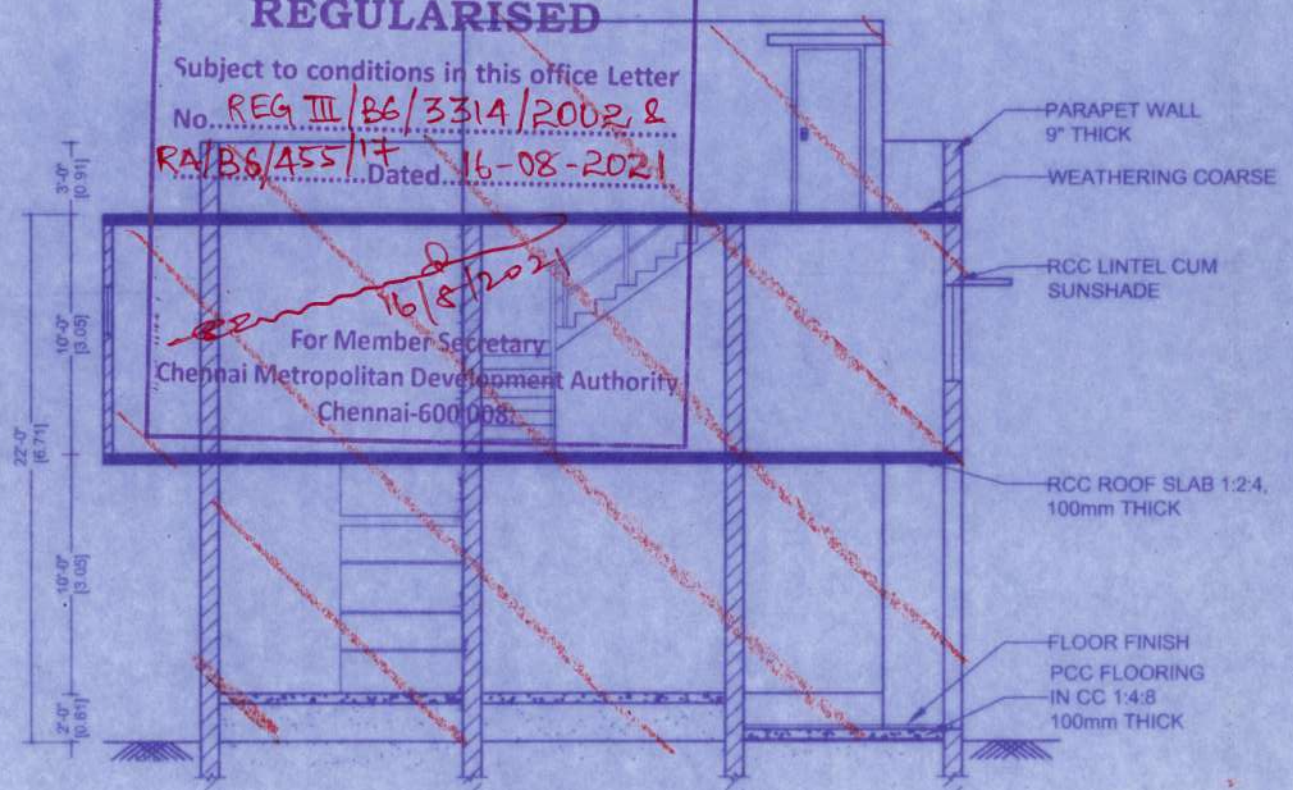 REGULARISED
Subject to conditions in this office Letter
No. REG III/B6/3314/2002 &
RA/B6/455/17 Dated 16-08-2021
16/8/2021
For Member Secretary
Chennai Metropolitan Development Authority
Chennai-600 008.
PARAPET WALL
9" THICK
WEATHERING COARSE
RCC LINTEL CUM
SUNSHADE
RCC ROOF SLAB 1:2:4,
100mm THICK
FLOOR FINISH
PCC FLOORING
IN CC 1:4:8
100mm THICK
3'-0"
[0.91]
10'-0"
[3.05]
22'-0"
[6.71]
10'-0"
[3.05]
2'-0"
[0.61]